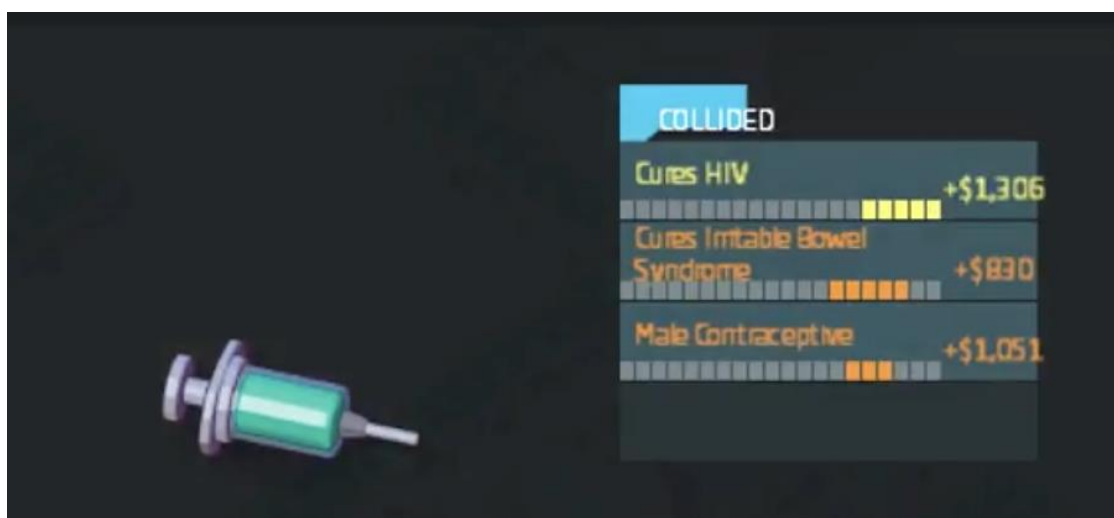 COLLIDED
Cures HIV
+$1,306
Cures Irritable Bowel
Syndrome
+$830
Male Contraceptive
+$1,051